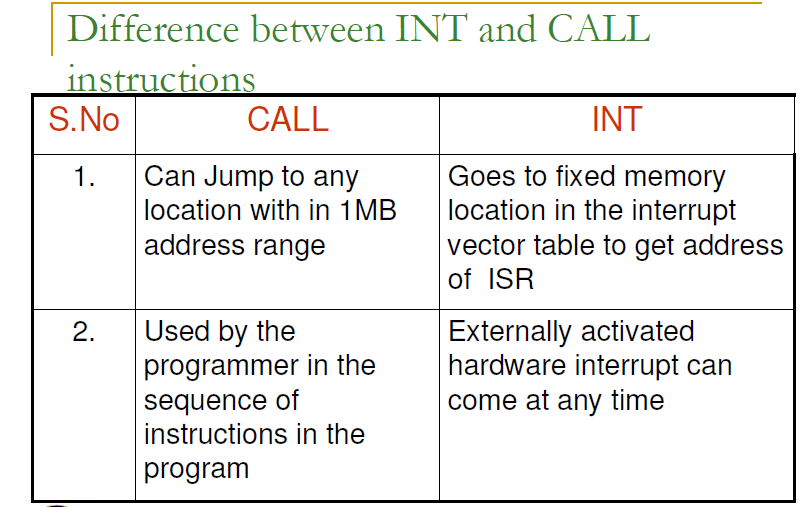 Difference between INT and CALL
instructions
S.No CALL INT
1. Can Jump to any Goes to fixed memory
location with in 1MB location in the interrupt
address range vector table to get address
of ISR
2. Used by the Externally activated
programmer in the hardware interrupt can
sequence of come at any time
instructions in the
program